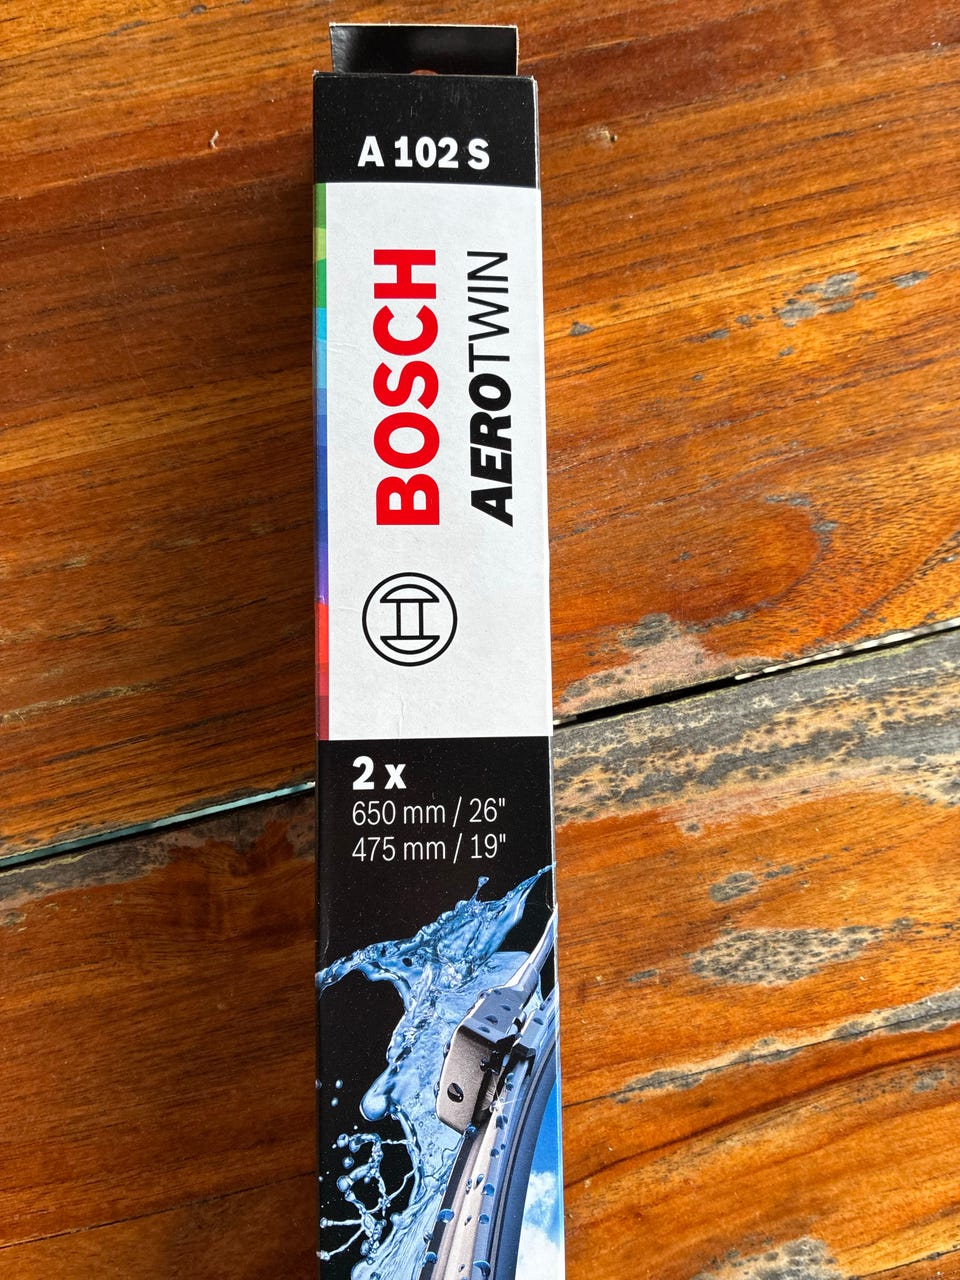 A 102 S
BOSCH
AEROTWIN
2 x
650 mm / 26"
475 mm / 19"